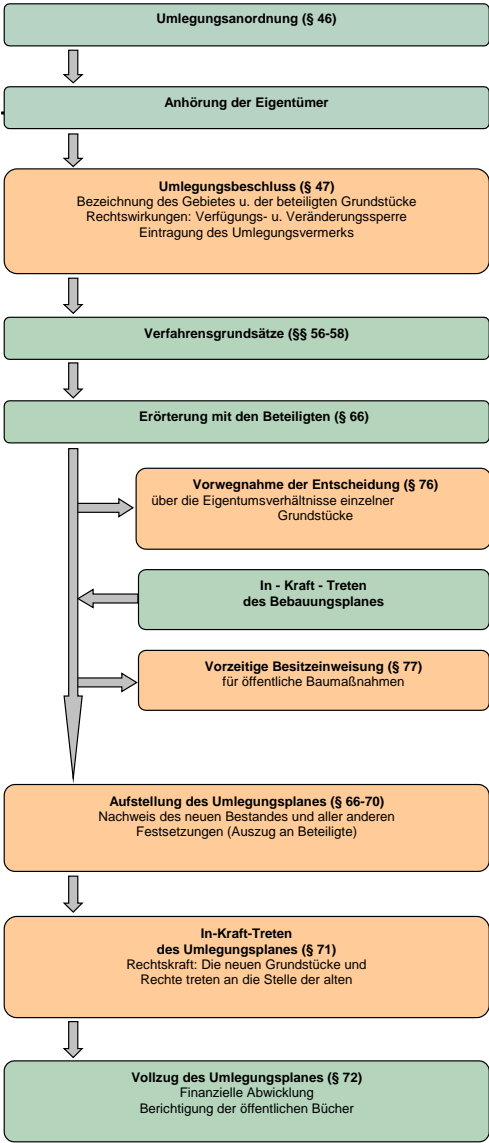 Umlegungsanordnung (§ 46)
Anhörung der Eigentümer
Umlegungsbeschluss (§ 47)
Bezeichnung des Gebietes u. der beteiligten Grundstücke
Rechtswirkungen: Verfügungs- u. Veränderungssperre
Eintragung des Umlegungsvermerks
Verfahrensgrundsätze (§§ 56-58)
Erörterung mit den Beteiligten (§ 66)
Vorwegnahme der Entscheidung (§ 76)
über die Eigentumsverhältnisse einzelner
Grundstücke
In - Kraft - Treten
des Bebauungsplanes
Vorzeitige Besitzeinweisung (§ 77)
für öffentliche Baumaßnahmen
Aufstellung des Umlegungsplanes (§ 66-70)
Nachweis des neuen Bestandes und aller anderen
Festsetzungen (Auszug an Beteiligte)
In-Kraft-Treten
des Umlegungsplanes (§ 71)
Rechtskraft: Die neuen Grundstücke und
Rechte treten an die Stelle der alten
Vollzug des Umlegungsplanes (§ 72)
Finanzielle Abwicklung
Berichtigung der öffentlichen Bücher